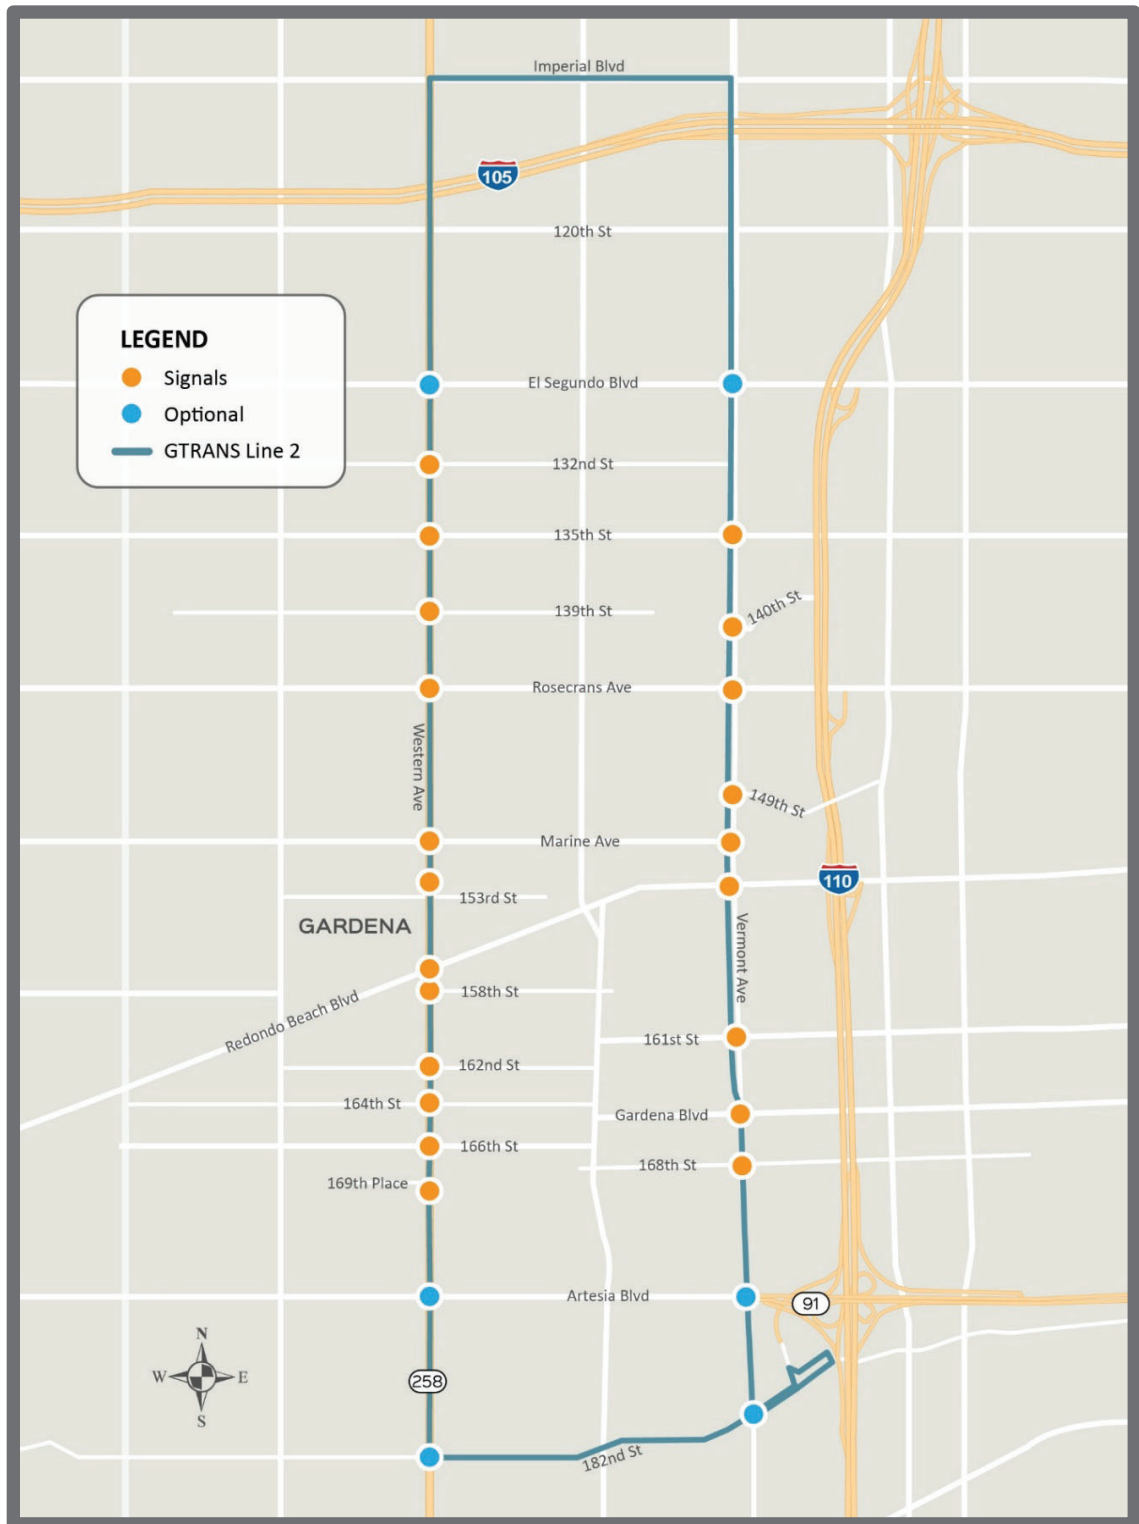 Imperial Blvd
105
120th St
LEGEND
Signals
Optional
GTRANS Line 2
El Segundo Blvd
132nd St
135th St
139th St
140th St
Rosecrans Ave
Western Ave
149th St
Marine Ave
110
153rd St
GARDENA
Vermont Ave
158th St
Redondo Beach Blvd
161st St
162nd St
164th St
Gardena Blvd
166th St
168th St
169th Place
Artesia Blvd
91
N
W E
S
258
182nd St